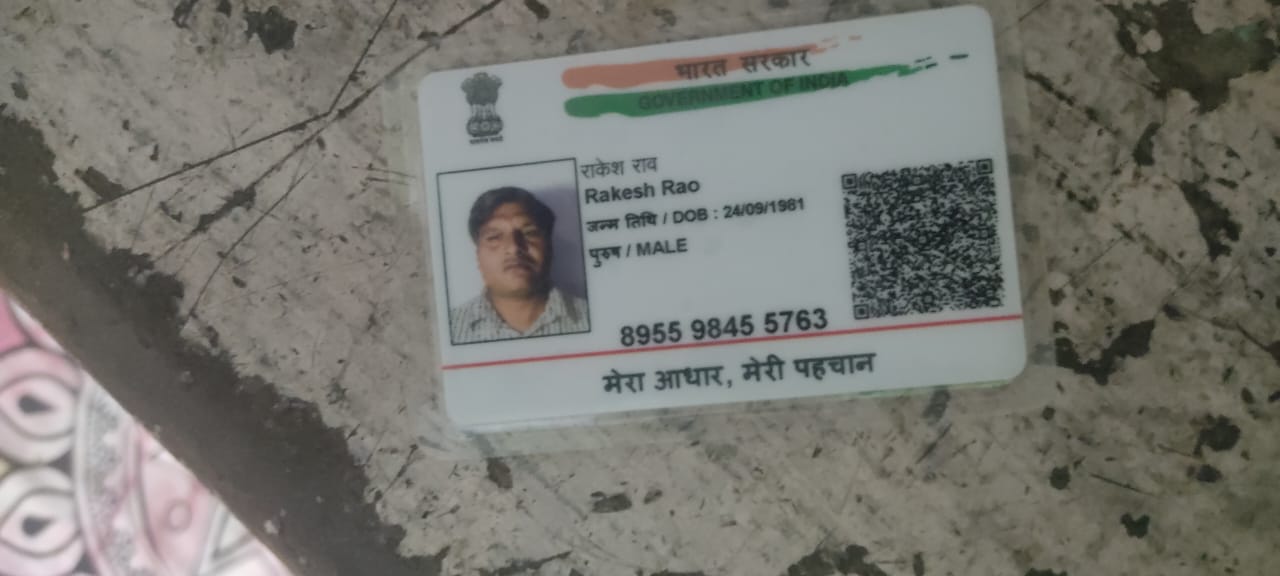 भारत सरकार
GOVERNMENT OF INDIA
राकेश राव
Rakesh Rao
जन्म तिथि / DOB : 24/09/1981
पुरुष / MALE
8955 9845 5763
मेरा आधार, मेरी पहचान